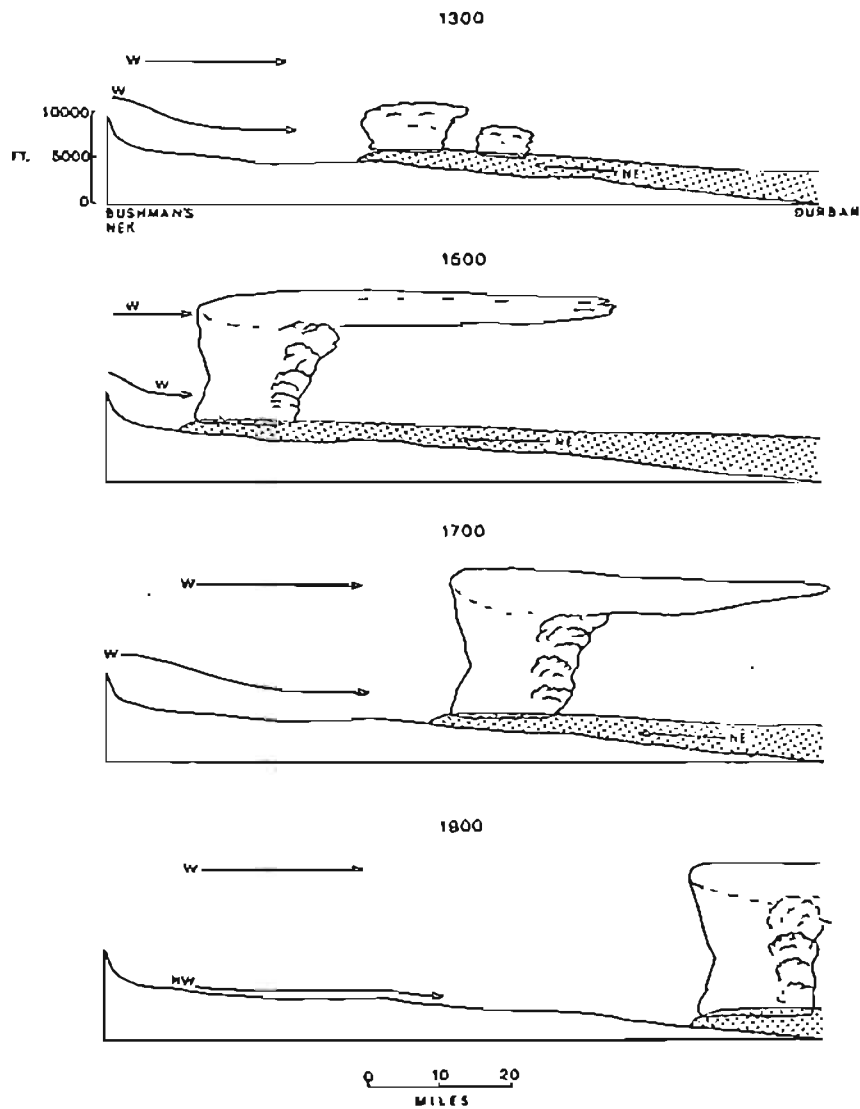 1300
W
W
10000
FT. 5000
NE
0
BUSHMAN'S DURBAN
NEK
1600
W
W
NE
1700
W
W
NE
1800
W
NW
0 10 20
MILES